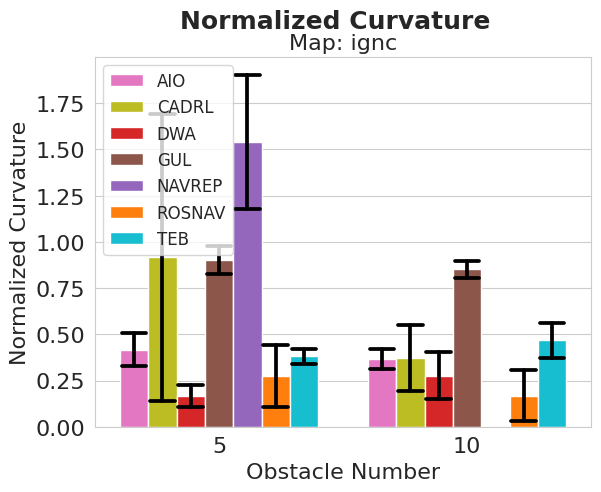 Normalized Curvature
Map: ignc
Normalized Curvature
1.75
1.50
1.25
1.00
0.75
0.50
0.25
0.00
AIO
CADRL
DWA
GUL
NAVREP
ROSNAV
TEB
5
10
Obstacle Number